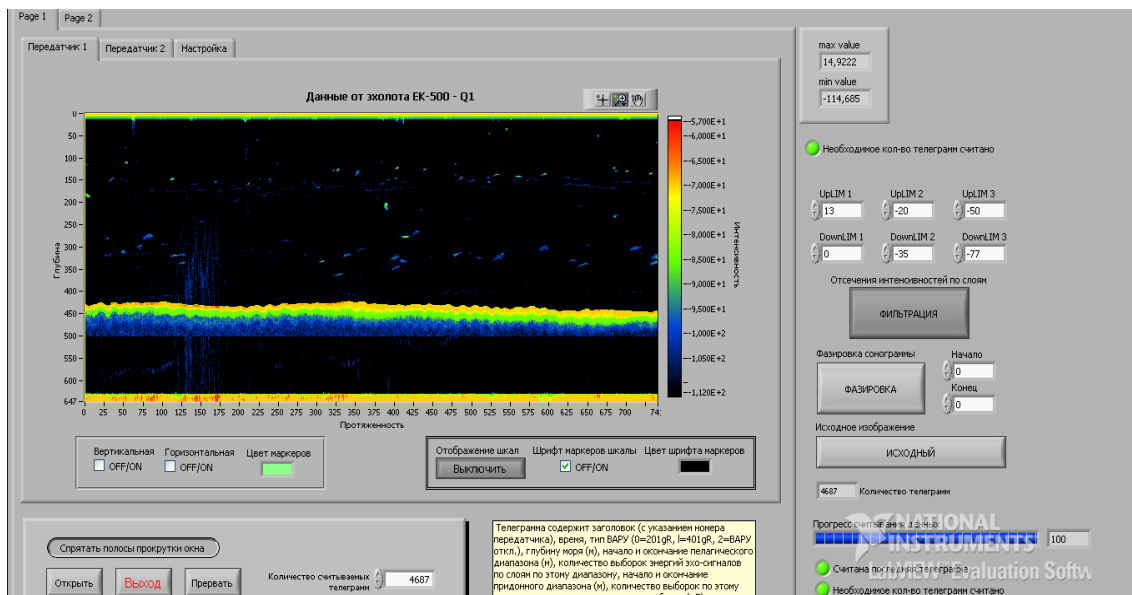 Page 1
Page 2
Передатчик 1
Передатчик 2
Настройка
Данные от эхолота EK-500 - Q1
Глубина
0
50
100
150
200
250
300
350
400
450
500
550
600
647
0 25 50 75 100 125 150 175 200 225 250 275 300 325 350 375 400 425 450 475 500 525 550 575 600 625 650 675 700 74
Протяженность
-5,700E+1
-6,000E+1
-6,500E+1
-7,000E+1
-7,500E+1
-8,000E+1
-8,500E+1
-9,000E+1
-9,500E+1
-1,000E+2
-1,050E+2
-1,120E+2
Интенсивность
Вертикальная
OFF/ON
Горизонтальная
OFF/ON
Цвет маркеров
Отображение шкал
Выключить
Шрифт маркеров шкалы
OFF/ON
Цвет шрифта маркеров
max value
14,9222
min value
-114,685
Необходимое кол-во телеграмм считано
UpLIM 1
UpLIM 2
UpLIM 3
13
-20
-50
DownLIM 1
DownLIM 2
DownLIM 3
0
-35
-77
Отсечения интенсивностей по слоям
ФИЛЬТРАЦИЯ
Фазировка сонограммы
ФАЗИРОВКА
Начало
0
Конец
0
Исходное изображение
ИСХОДНЫЙ
4687
Количество телеграмм
Прогресс считывания данных
100
Считана последняя телеграмма
Необходимое кол-во телеграмм считано
NATIONAL
INSTRUMENTS
LabVIEW Evaluation Softw
Спрятать полосы прокрутки окна
Открыть
Выход
Прервать
Количество считываемых
телеграмм
4687
Телеграмма содержит заголовок (с указанием номера
передатчика), время, тип ВАРУ (0=201gR, l=401gR, 2=ВАРУ
откл.), глубину моря (м), начало и окончание пелагического
диапазона (м), количество выборок энергий эхо-сигналов
по слоям по этому диапазону, начало и окончание
придонного диапазона (м), количество выборок по этому